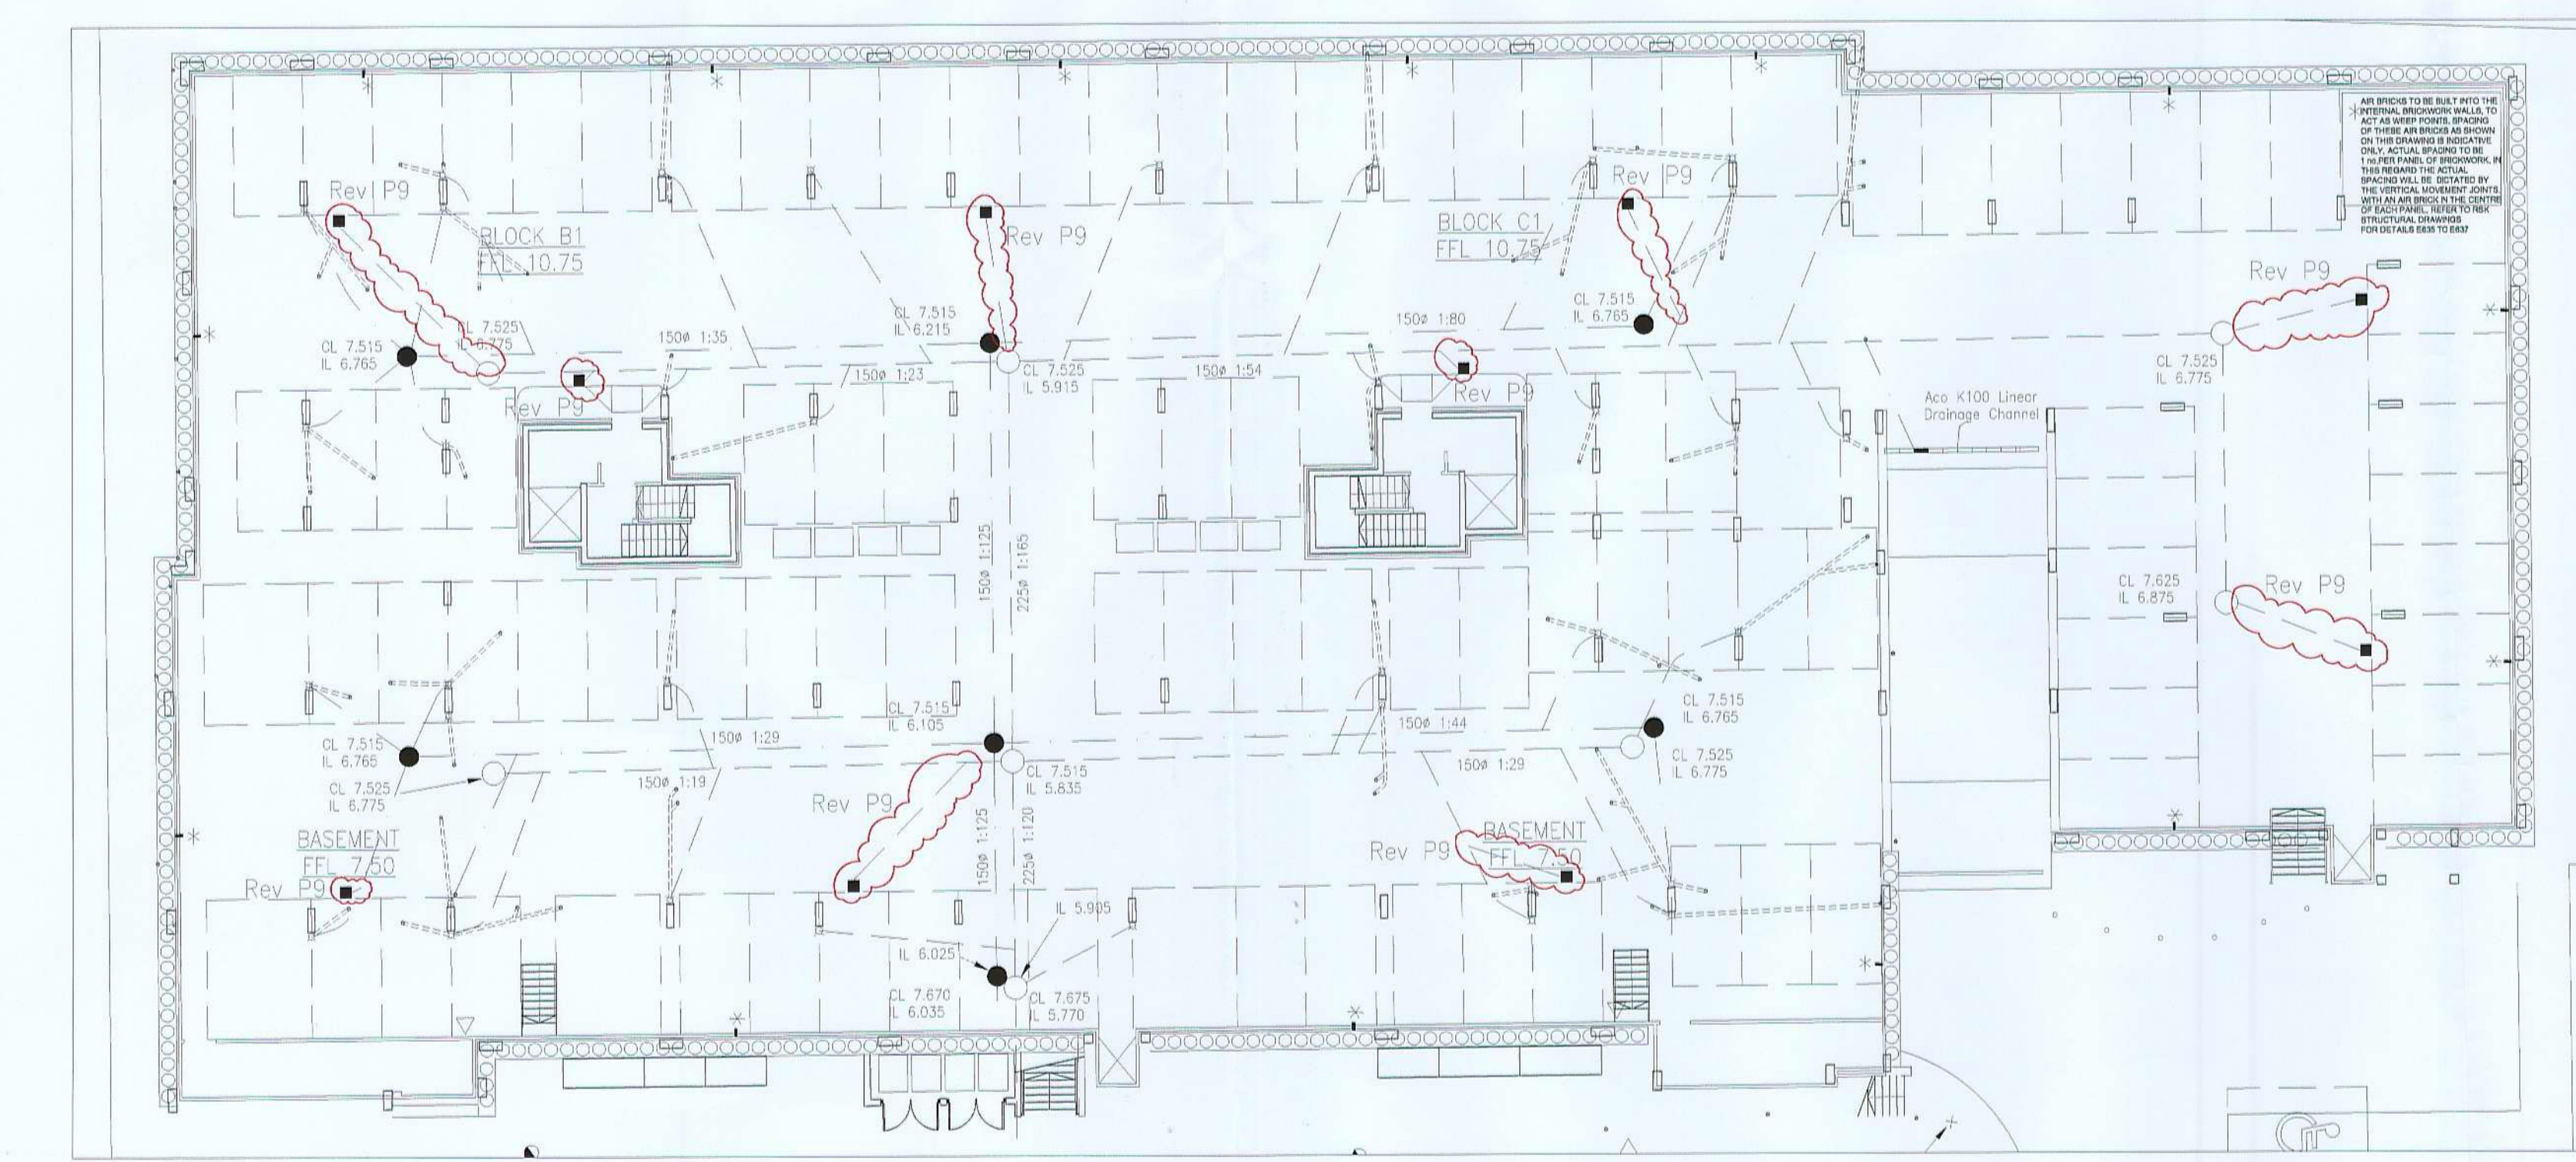 AIR BRICKS TO BE BUILT INTO THE
INTERNAL BRICKWORK WALLS, TO
ACT AS WEEP POINTS. SPACING
OF THESE AIR BRICKS AS SHOWN
ON THIS DRAWING IS INDICATIVE
ONLY, ACTUAL SPACING TO BE
1 no.PER PANEL OF BRICKWORK, IN
THIS REGARD THE ACTUAL
SPACING WILL BE DICTATED BY
THE VERTICAL MOVEMENT JOINTS.
WITH AN AIR BRICK IN THE CENTRE
OF EACH PANEL. REFER TO RSK
STRUCTURAL DRAWINGS
FOR DETAILS E635 TO E637
Rev P9
BLOCK B1
FFL 10.75
Rev P9
Rev P9
BLOCK C1
FFL 10.75
Rev P9
CL 7.515
IL 6.765
CL 7.525
IL 6.775
150ø 1:35
CL 7.515
IL 6.215
150ø 1:23
CL 7.525
IL 5.915
150ø 1:54
150ø 1:80
CL 7.515
IL 6.765
CL 7.525
IL 6.775
Rev P9
Rev P9
Aco K100 Linear
Drainage Channel
150ø 1:125
225ø 1:165
CL 7.625
IL 6.875
Rev P9
CL 7.515
IL 6.765
CL 7.525
IL 6.775
150ø 1:29
150ø 1:19
CL 7.515
IL 6.105
CL 7.515
IL 5.835
150ø 1:44
150ø 1:29
CL 7.515
IL 6.765
CL 7.525
IL 6.775
Rev P9
150ø 1:125
225ø 1:120
BASEMENT
FFL 7.50
Rev P9
Rev P9
BASEMENT
FFL 7.50
IL 5.905
IL 6.025
CL 7.670
IL 6.035
CL 7.675
IL 5.770